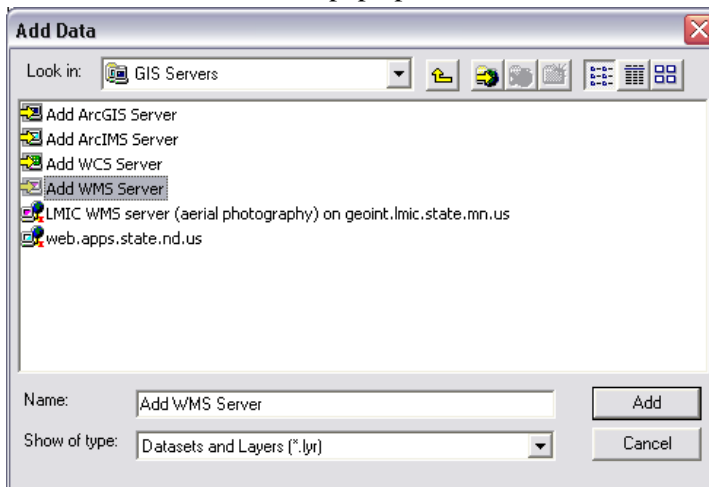 Add Data
Look in: GIS Servers
Add ArcGIS Server
Add ArcIMS Server
Add WCS Server
Add WMS Server
LMIC WMS server (aerial photography) on geoint.lmic.state.mn.us
web.apps.state.nd.us
Name: Add WMS Server Add
Show of type: Datasets and Layers (*.lyr) Cancel